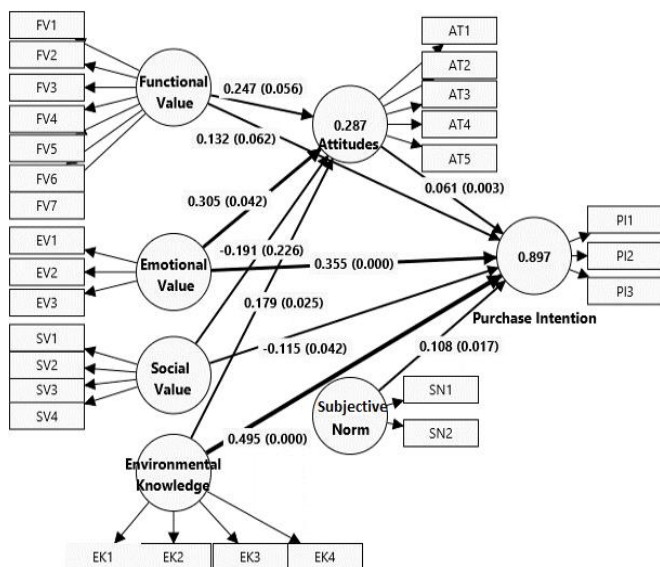 FV1
FV2
FV3
FV4
FV5
FV6
FV7
Functional
Value
0.247 (0.056)
0.132 (0.062)
AT1
AT2
AT3
AT4
AT5
0.287
Attitudes
0.061 (0.003)
EV1
EV2
EV3
Emotional
Value
0.305 (0.042)
-0.191 (0.226)
0.355 (0.000)
0.179 (0.025)
0.897
Purchase Intention
PI1
PI2
PI3
SV1
SV2
SV3
SV4
Social
Value
-0.115 (0.042)
0.108 (0.017)
Subjective
Norm
SN1
SN2
0.495 (0.000)
Environmental
Knowledge
EK1
EK2
EK3
EK4